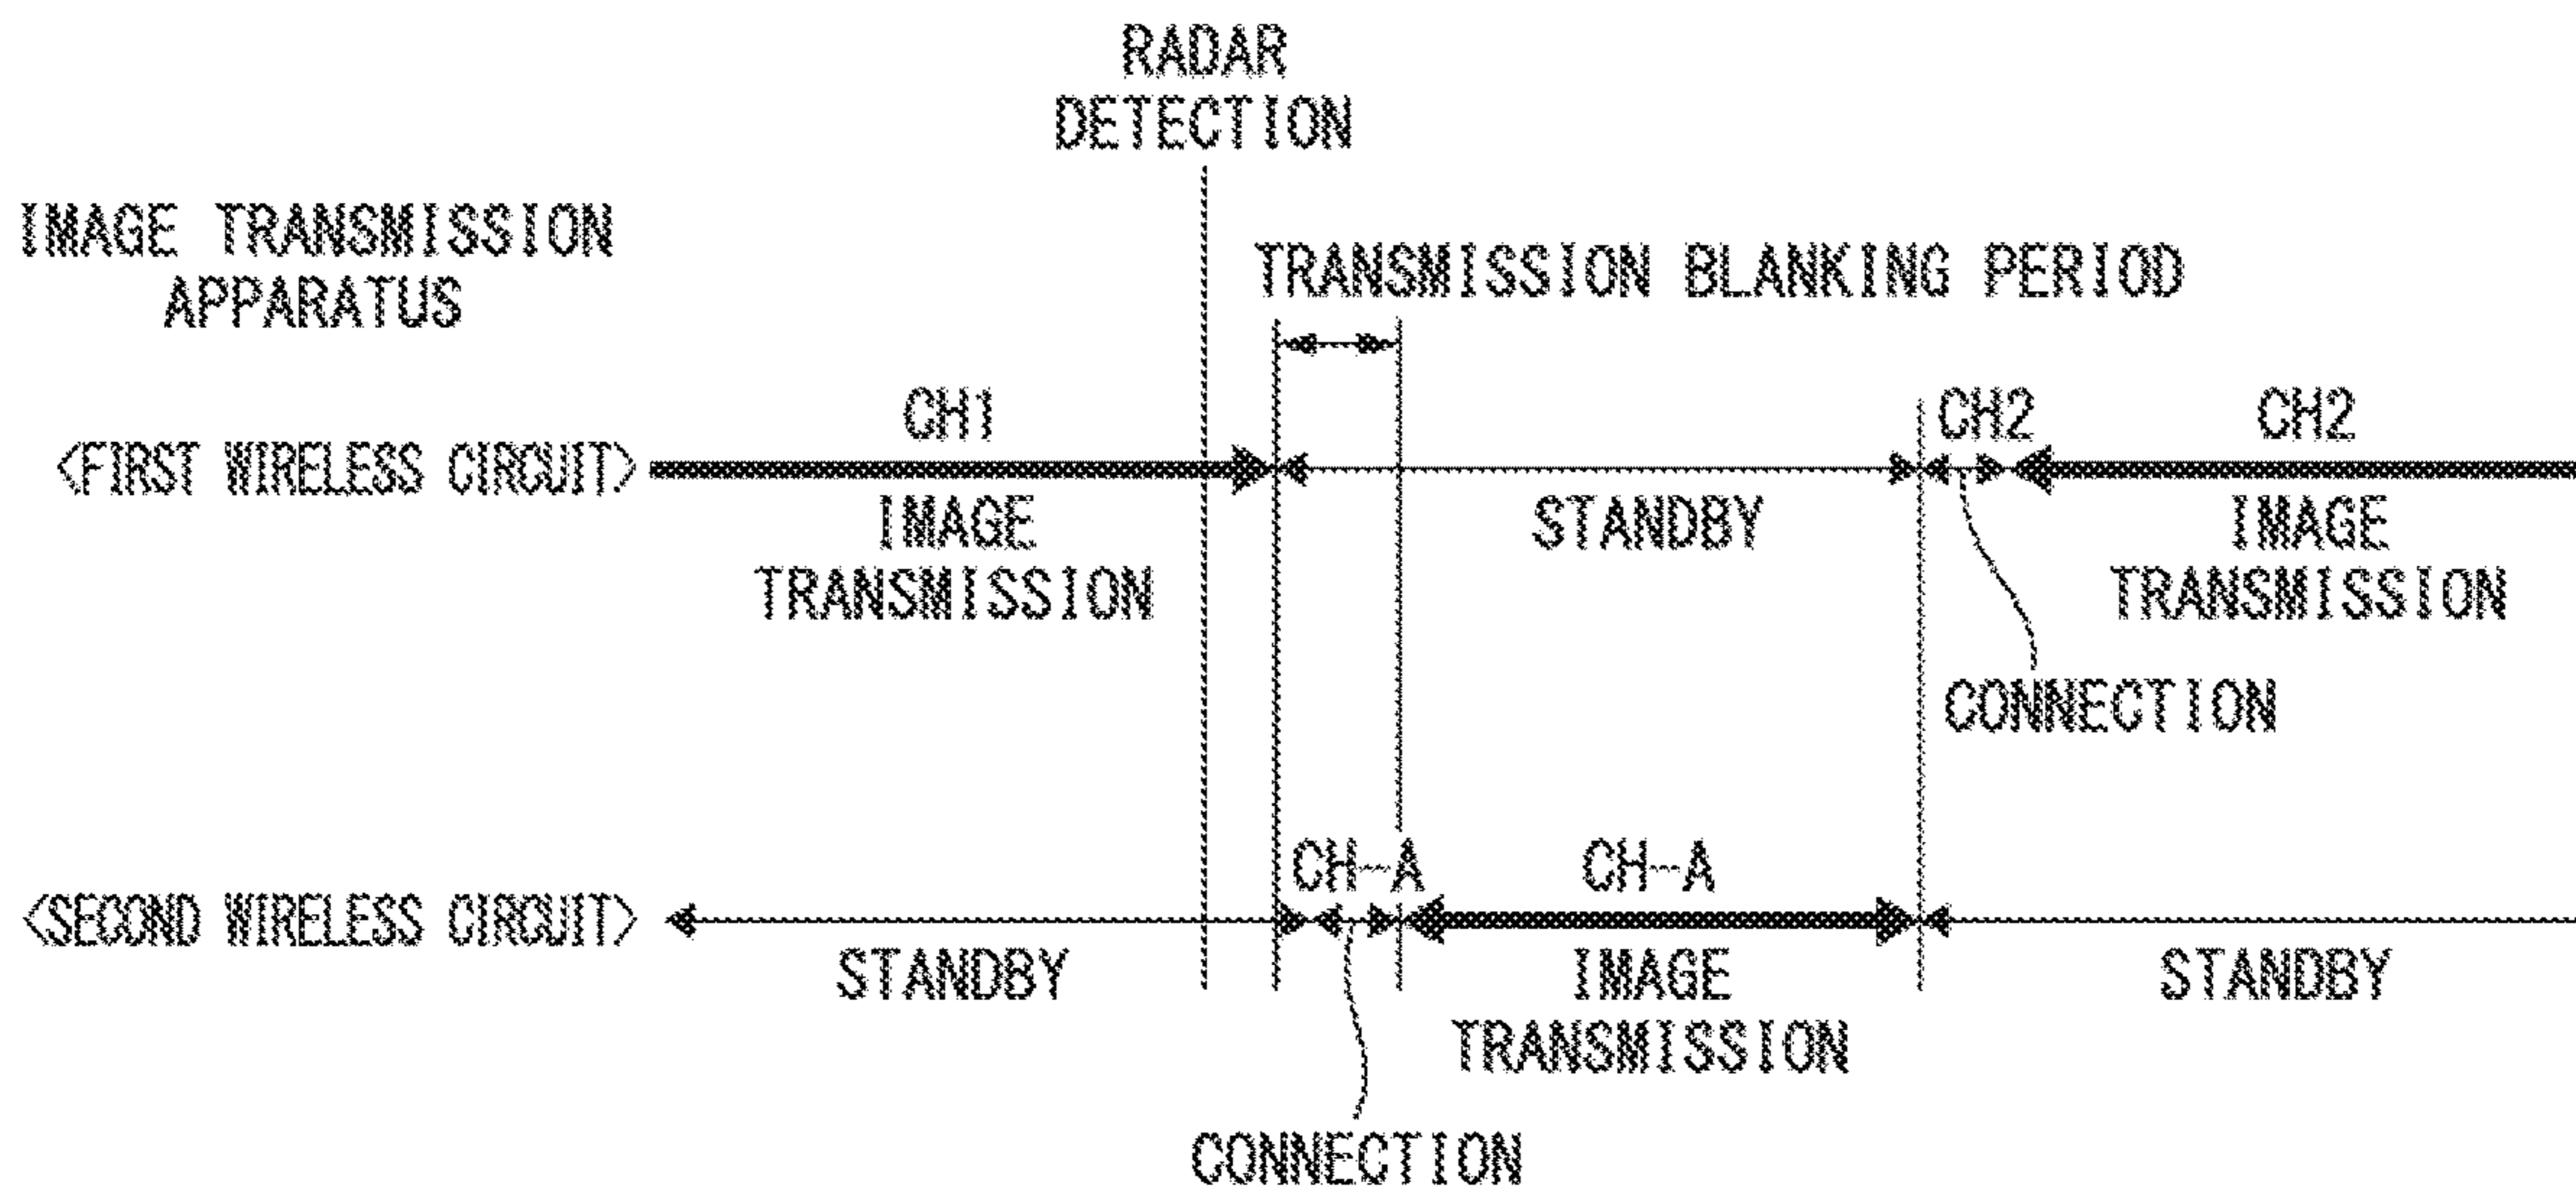 RADAR
DETECTION
IMAGE TRANSMISSION
APPARATUS
TRANSMISSION BLANKING PERIOD
CH1
CH2
CH2
<FIRST WIRELESS CIRCUIT>
IMAGE
TRANSMISSION
STANDBY
IMAGE
TRANSMISSION
CONNECTION
CH-A
CH-A
<SECOND WIRELESS CIRCUIT>
STANDBY
IMAGE
TRANSMISSION
STANDBY
CONNECTION